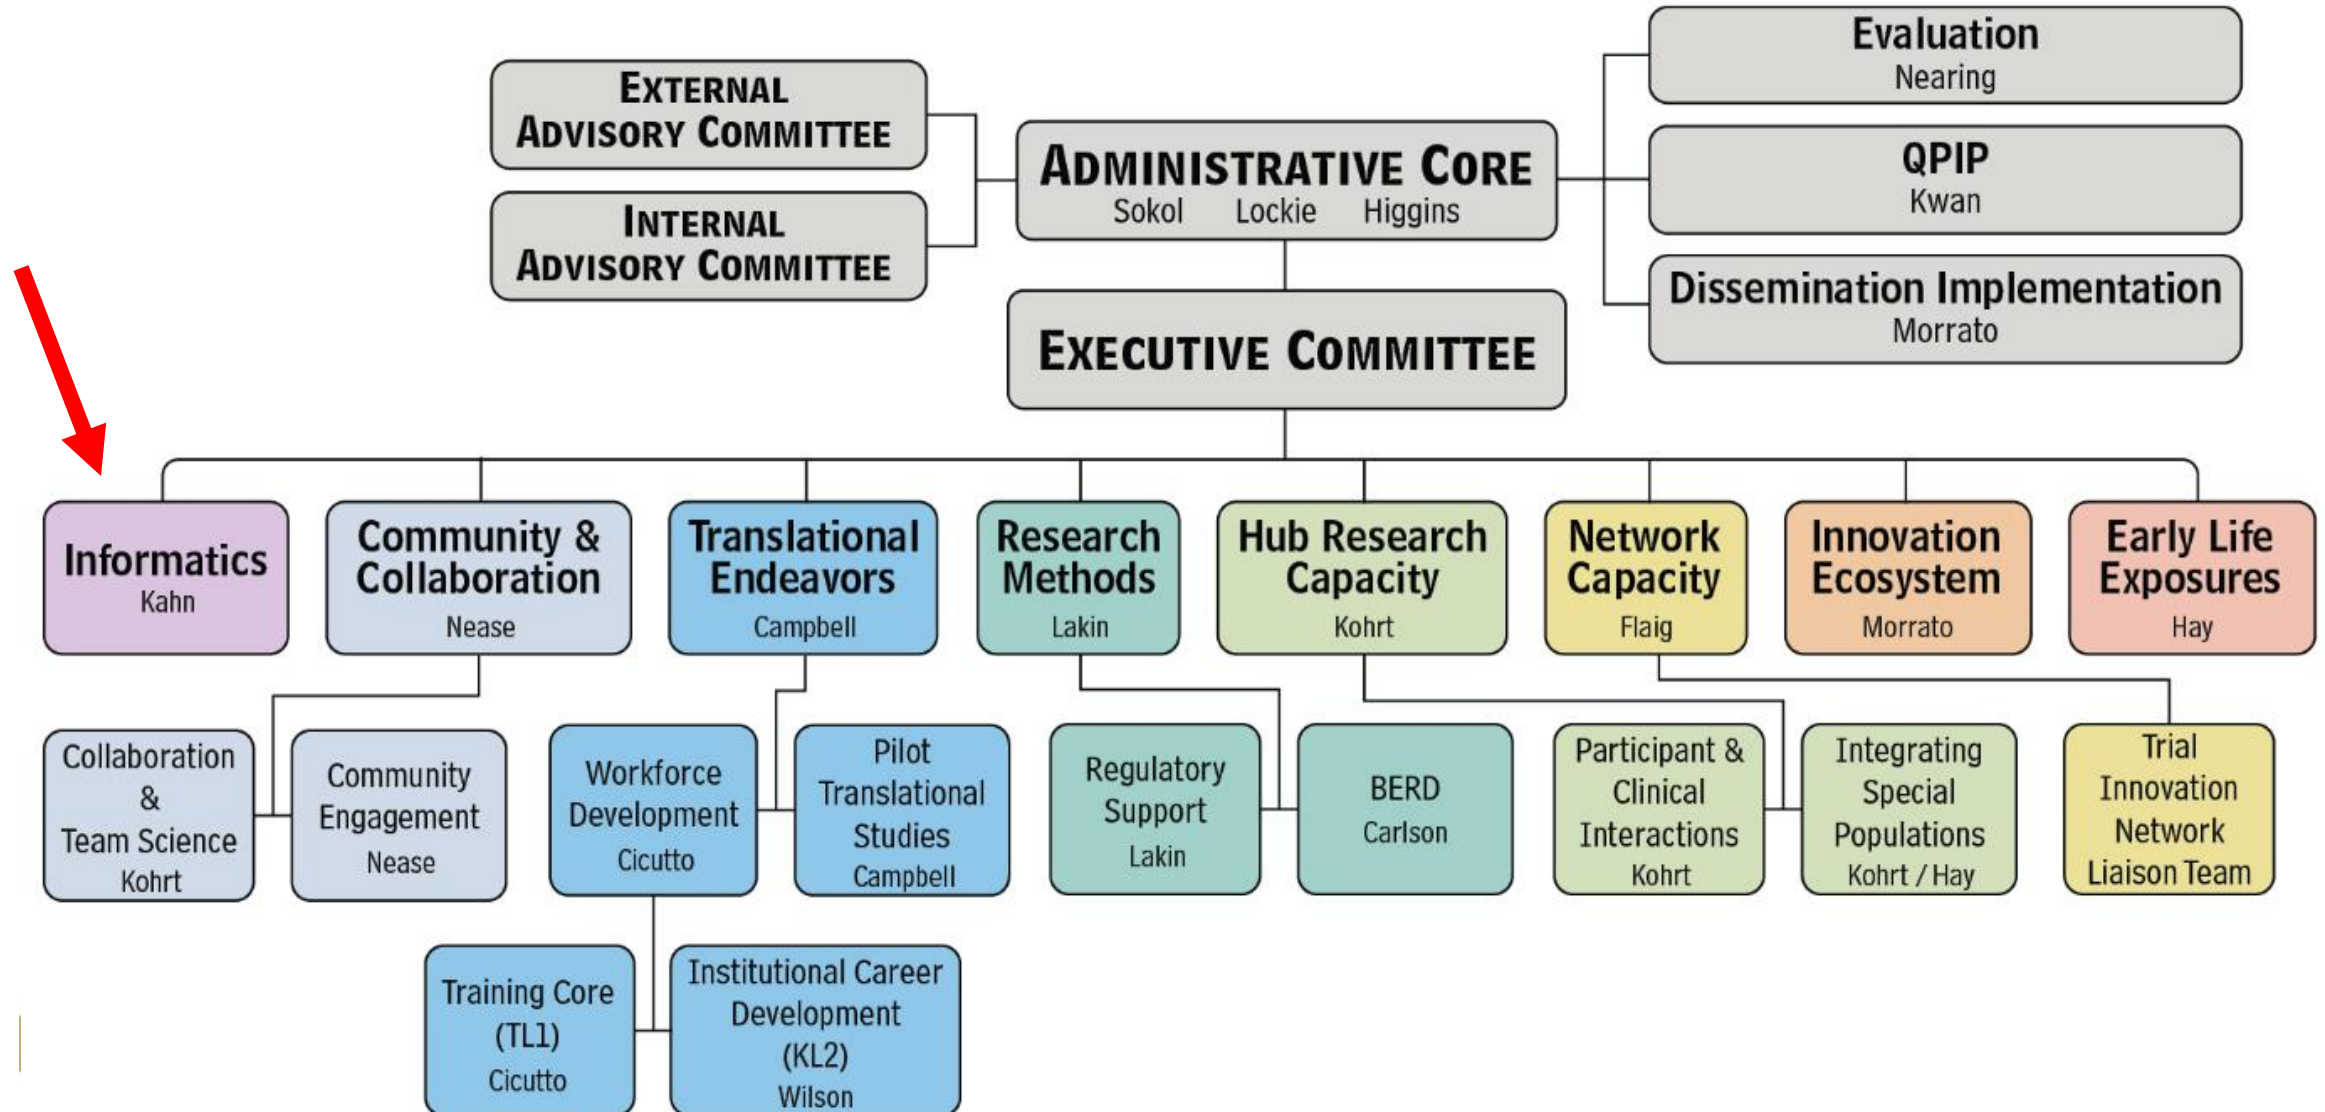 EXTERNAL
ADVISORY COMMITTEE
INTERNAL
ADVISORY COMMITTEE
ADMINISTRATIVE CORE
Sokol Lockie Higgins
Evaluation
Nearing
QPIP
Kwan
Dissemination Implementation
Morrato
EXECUTIVE COMMITTEE
Informatics
Kahn
Community &
Collaboration
Nease
Translational
Endeavors
Campbell
Research
Methods
Lakin
Hub Research
Capacity
Kohrt
Network
Capacity
Flaig
Innovation
Ecosystem
Morrato
Early Life
Exposures
Hay
Collaboration
&
Team Science
Kohrt
Community
Engagement
Nease
Workforce
Development
Cicutto
Pilot
Translational
Studies
Campbell
Regulatory
Support
Lakin
BERD
Carlson
Participant &
Clinical
Interactions
Kohrt
Integrating
Special
Populations
Kohrt / Hay
Trial
Innovation
Network
Liaison Team
Training Core
(TL1)
Cicutto
Institutional Career
Development
(KL2)
Wilson